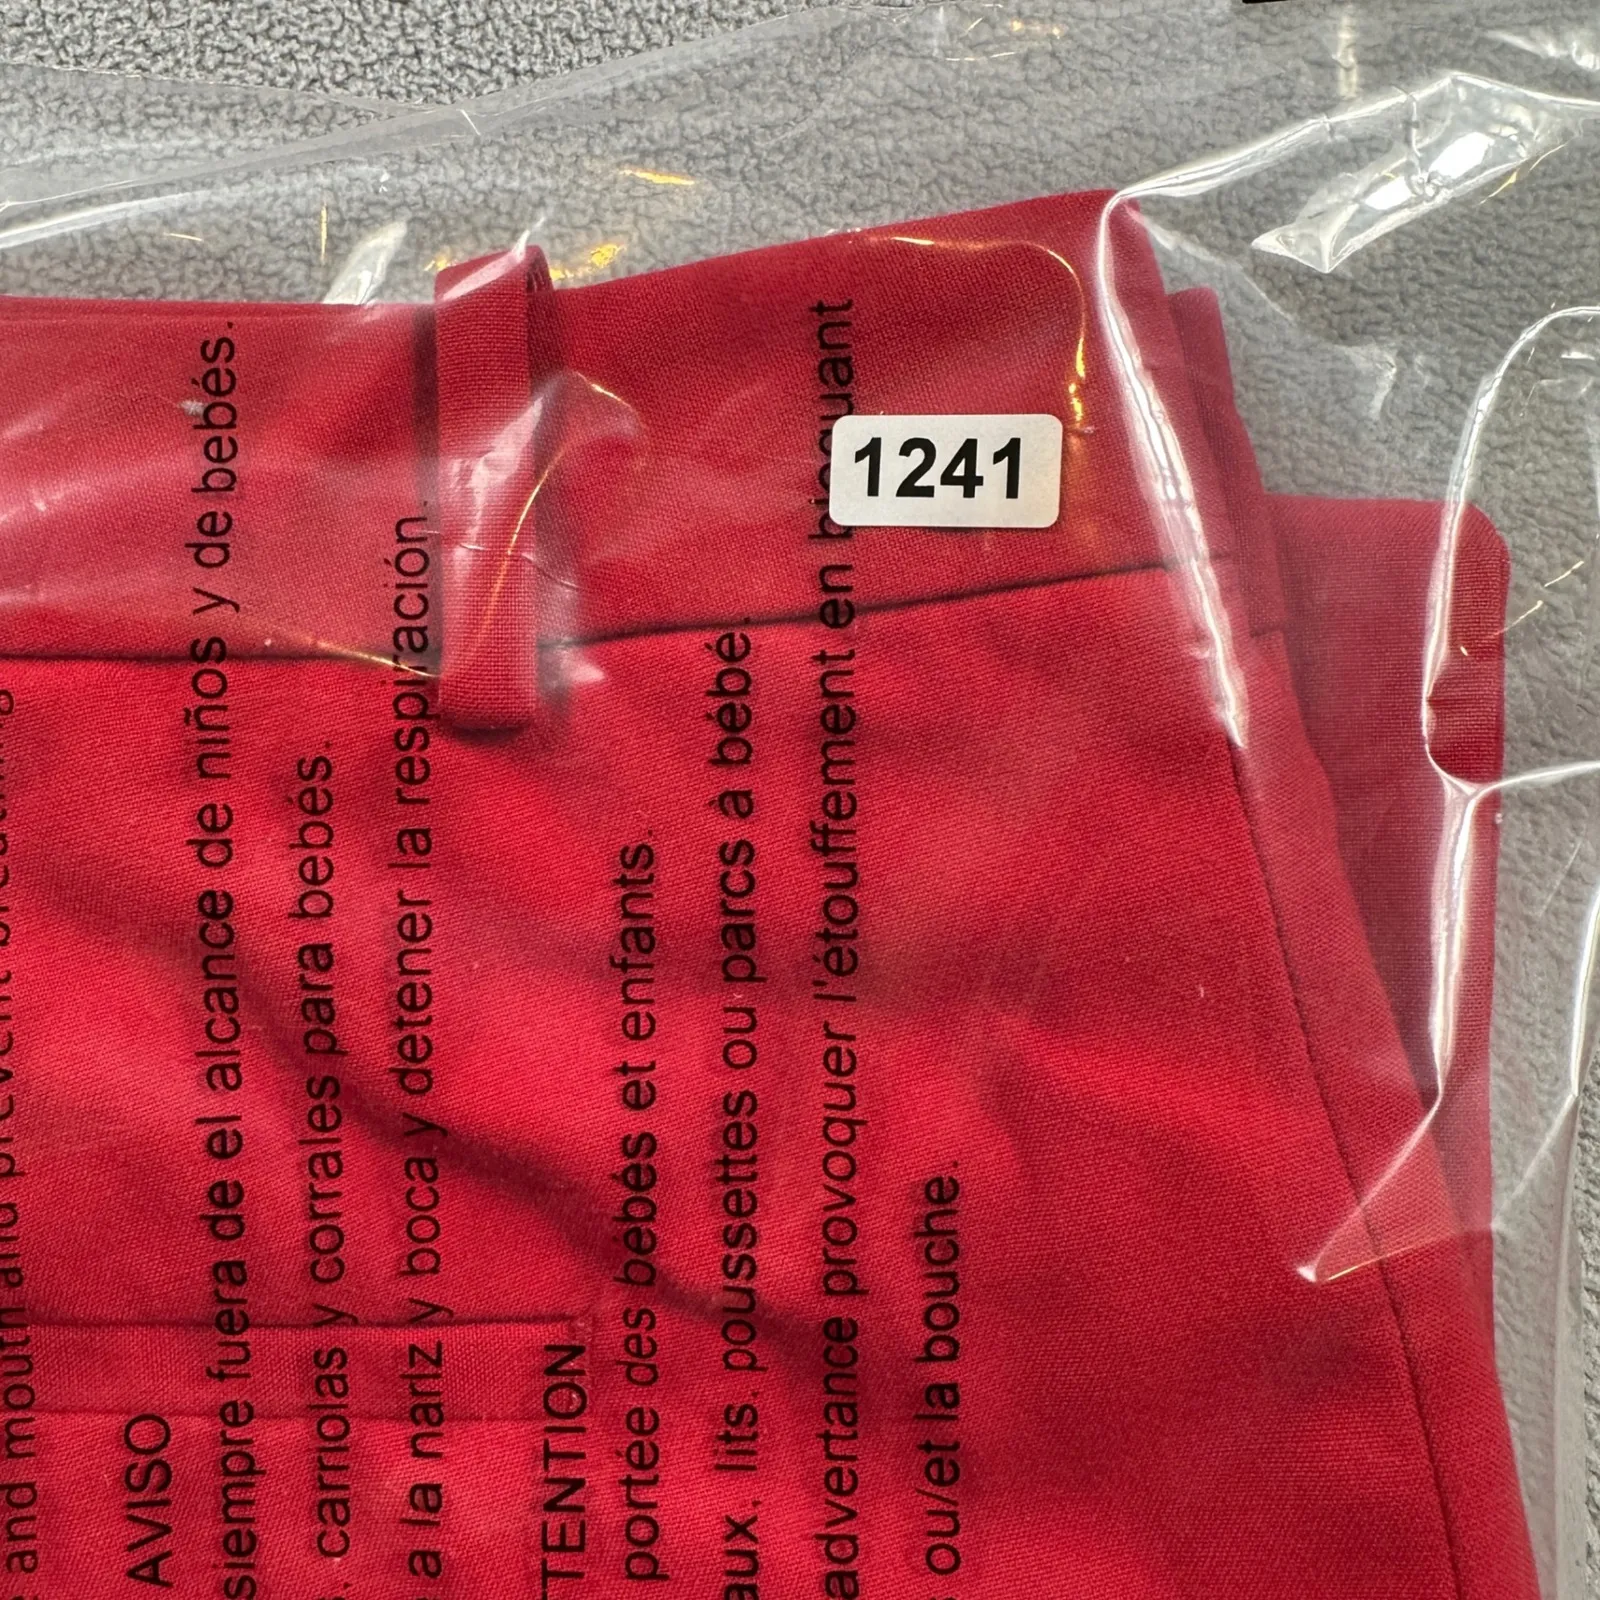 and mouth and prevent breathing
AVISO
siempre fuera de el alcance de niños y de bebés.
carriolas y corrales para bebés.
a la nariz y boca y detener la respiración.
TTENTION
portée des bebés et enfants.
aux, lits, poussettes ou parcs à bébé.
advertance provoquer l'étouffement en bloquant
ou/et la bouche.
1241